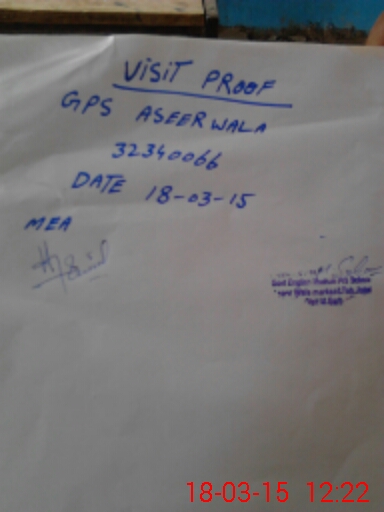 VISIT PROOF
GPS ASEERWALA
32340066
DATE 18-03-15
MEA
18-03-15 12:22